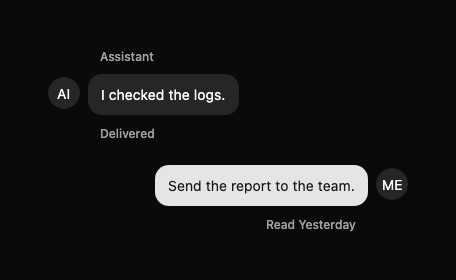 Assistant
AI
I checked the logs.
Delivered
Send the report to the team.
ME
Read Yesterday